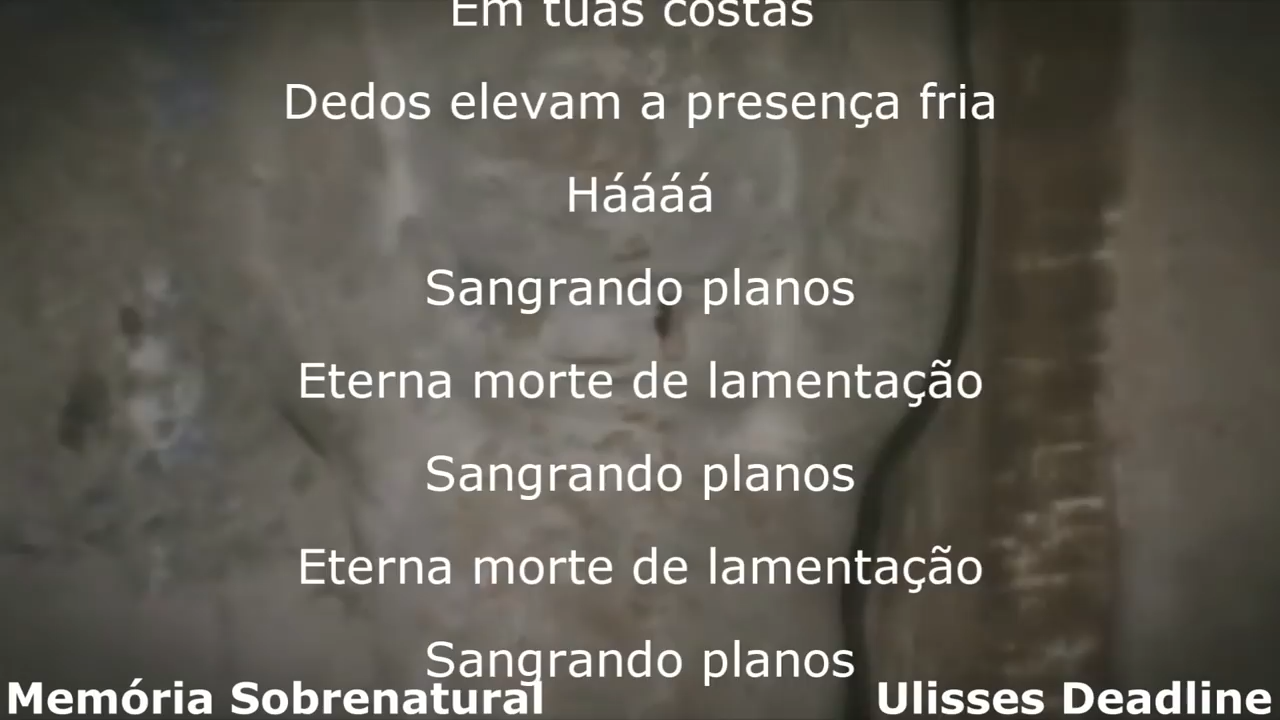 Em tuas costas
Dedos elevam a presença fria
Háááá
Sangrando planos
Eterna morte de lamentação
Sangrando planos
Eterna morte de lamentação
Sangrando planos
Memória Sobrenatural
Ulisses Deadline